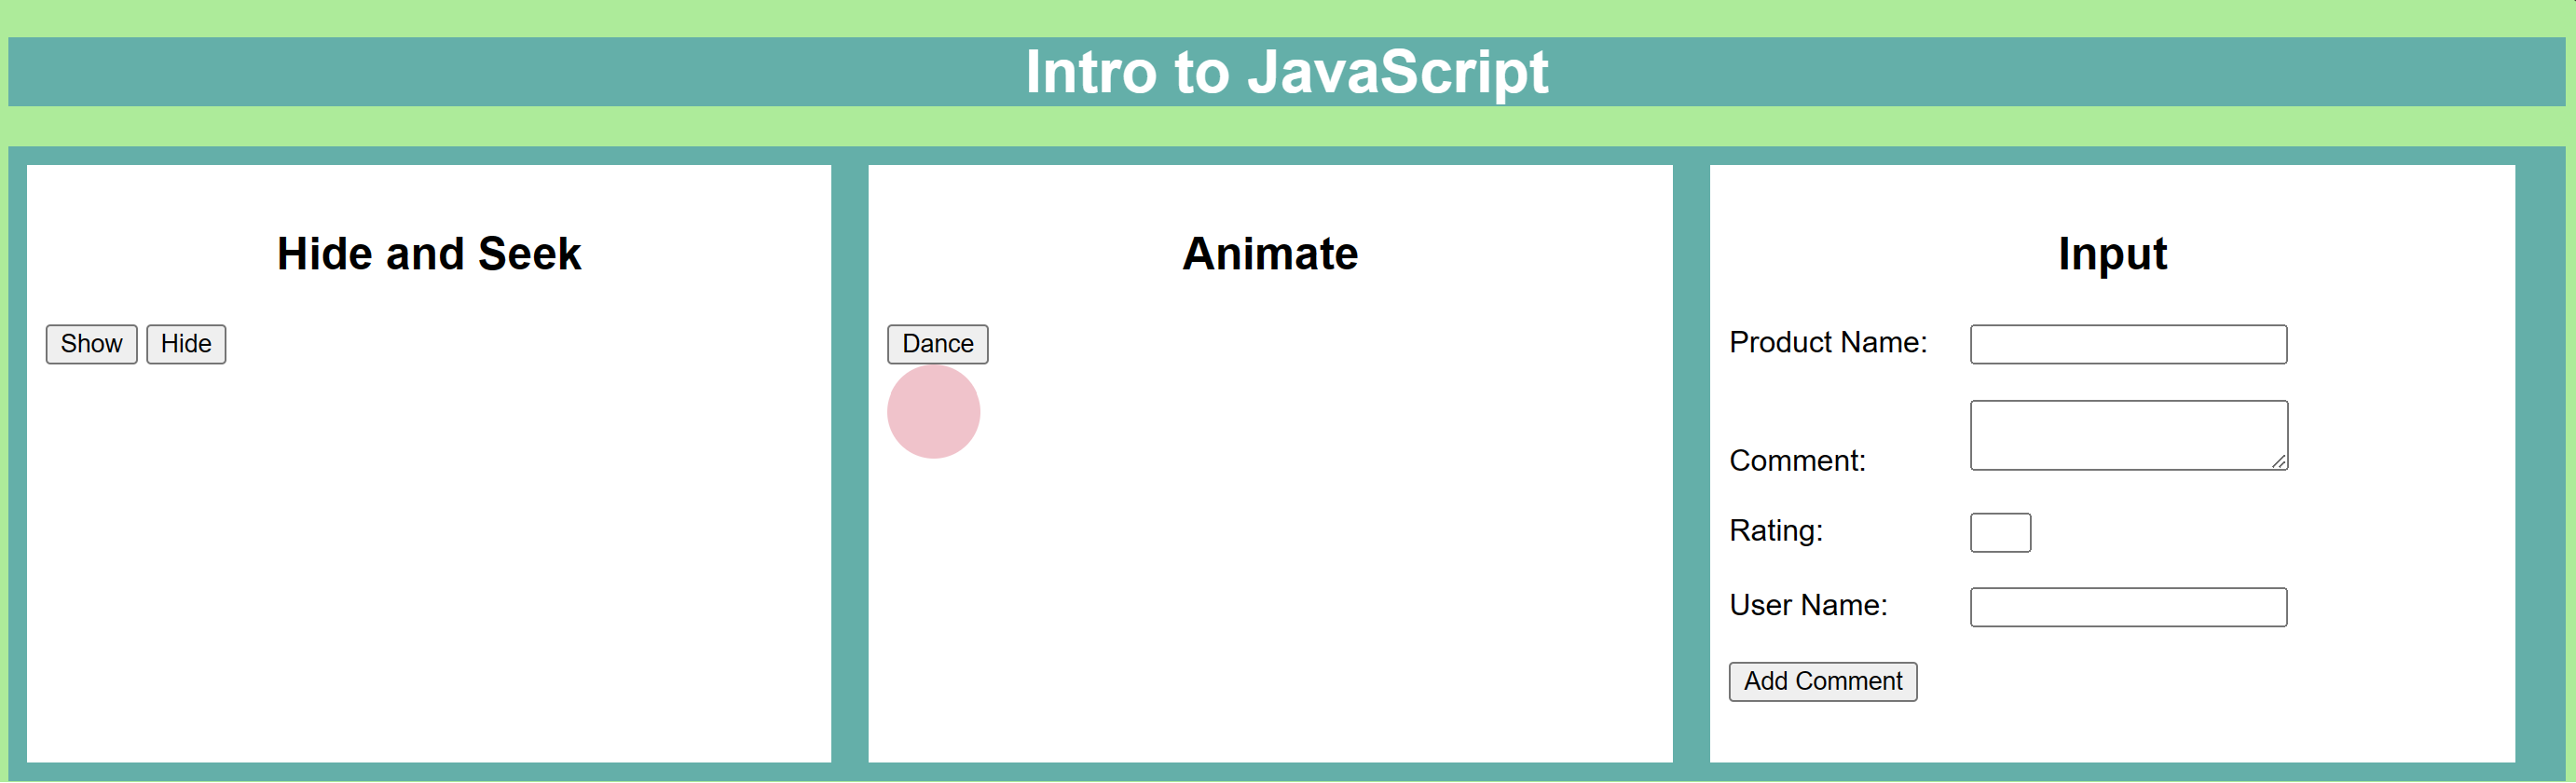 Intro to JavaScript
Hide and Seek
Show Hide
Animate
Dance
Input
Product Name:
Comment:
Rating:
User Name:
Add Comment